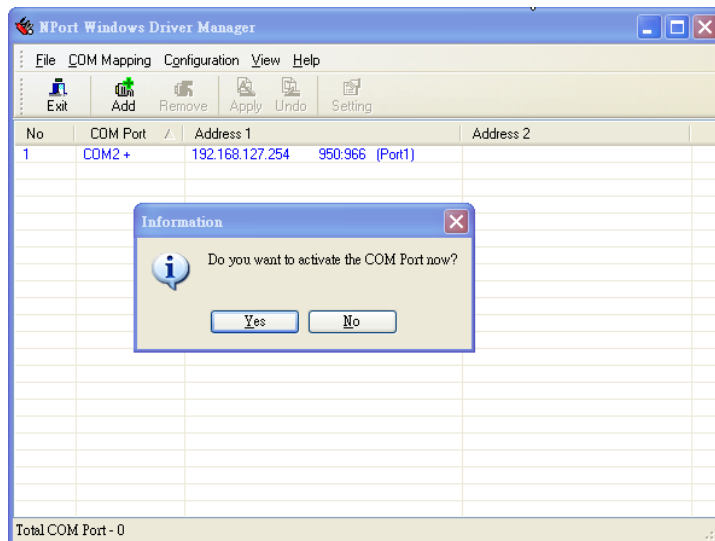 NPort Windows Driver Manager
File COM Mapping Configuration View Help
Exit Add Remove Apply Undo Setting
No COM Port Address 1 Address 2
1 COM2 + 192.168.127.254 950:966 (Port1)
Information
Do you want to activate the COM Port now?
Yes No
Total COM Port - 0